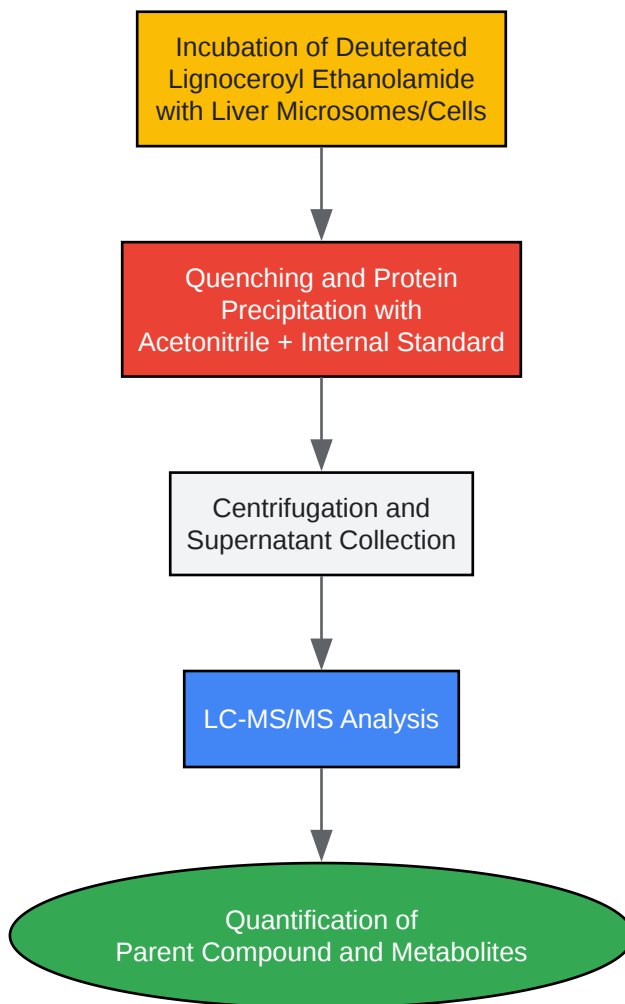 Incubation of Deuterated
Lignoceroyl Ethanolamide
with Liver Microsomes/Cells
Quenching and Protein
Precipitation with
Acetonitrile + Internal Standard
Centrifugation and
Supernatant Collection
LC-MS/MS Analysis
Quantification of
Parent Compound and Metabolites